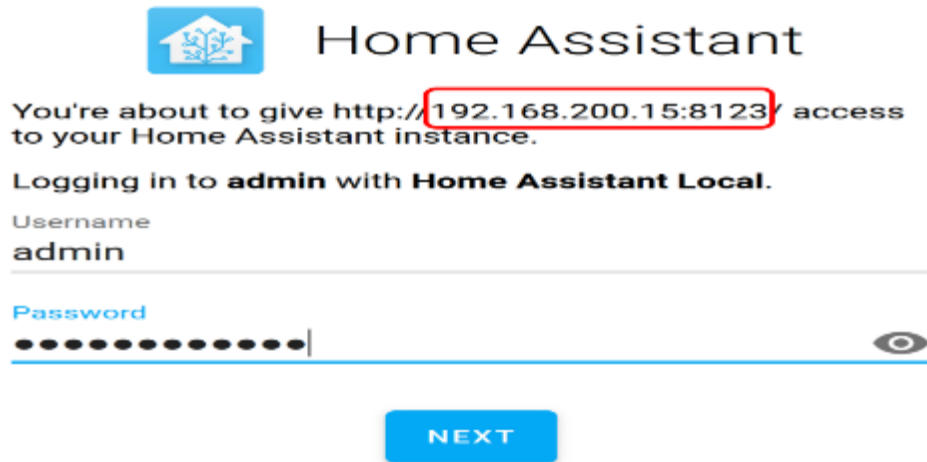 Home Assistant
You're about to give http://192.168.200.15:8123/ access
to your Home Assistant instance.
Logging in to admin with Home Assistant Local.
Username
admin
Password
••••••••••••
NEXT